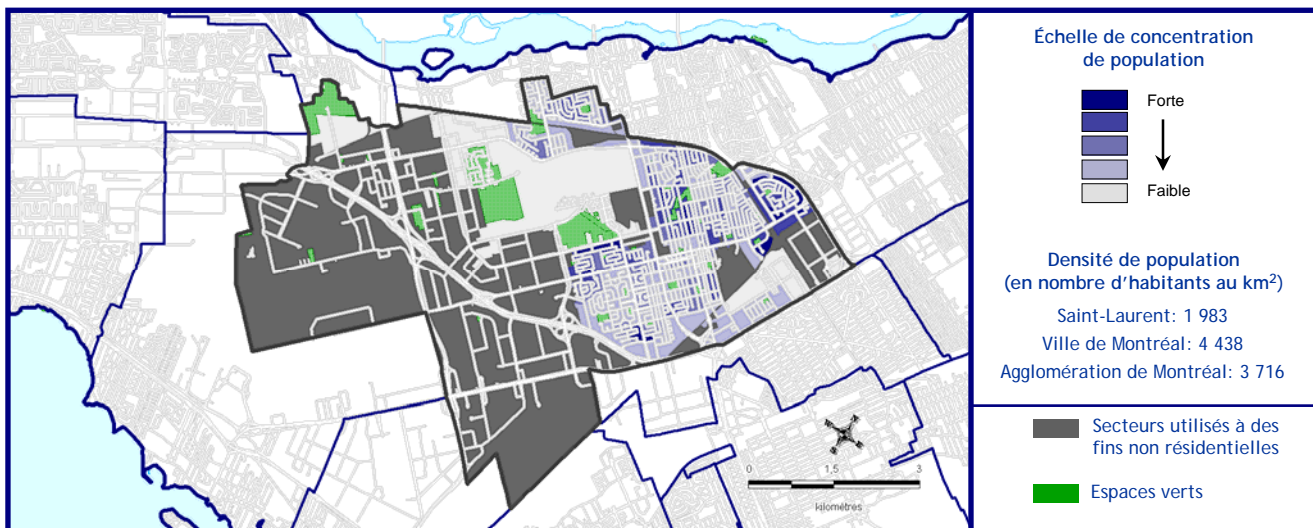 Échelle de concentration
de population
Forte
Faible
Densité de population
(en nombre d'habitants au km²)
Saint-Laurent: 1 983
Ville de Montréal: 4 438
Agglomération de Montréal: 3 716
Secteurs utilisés à des
fins non résidentielles
Espaces verts
0 1,5 3
kilomètres